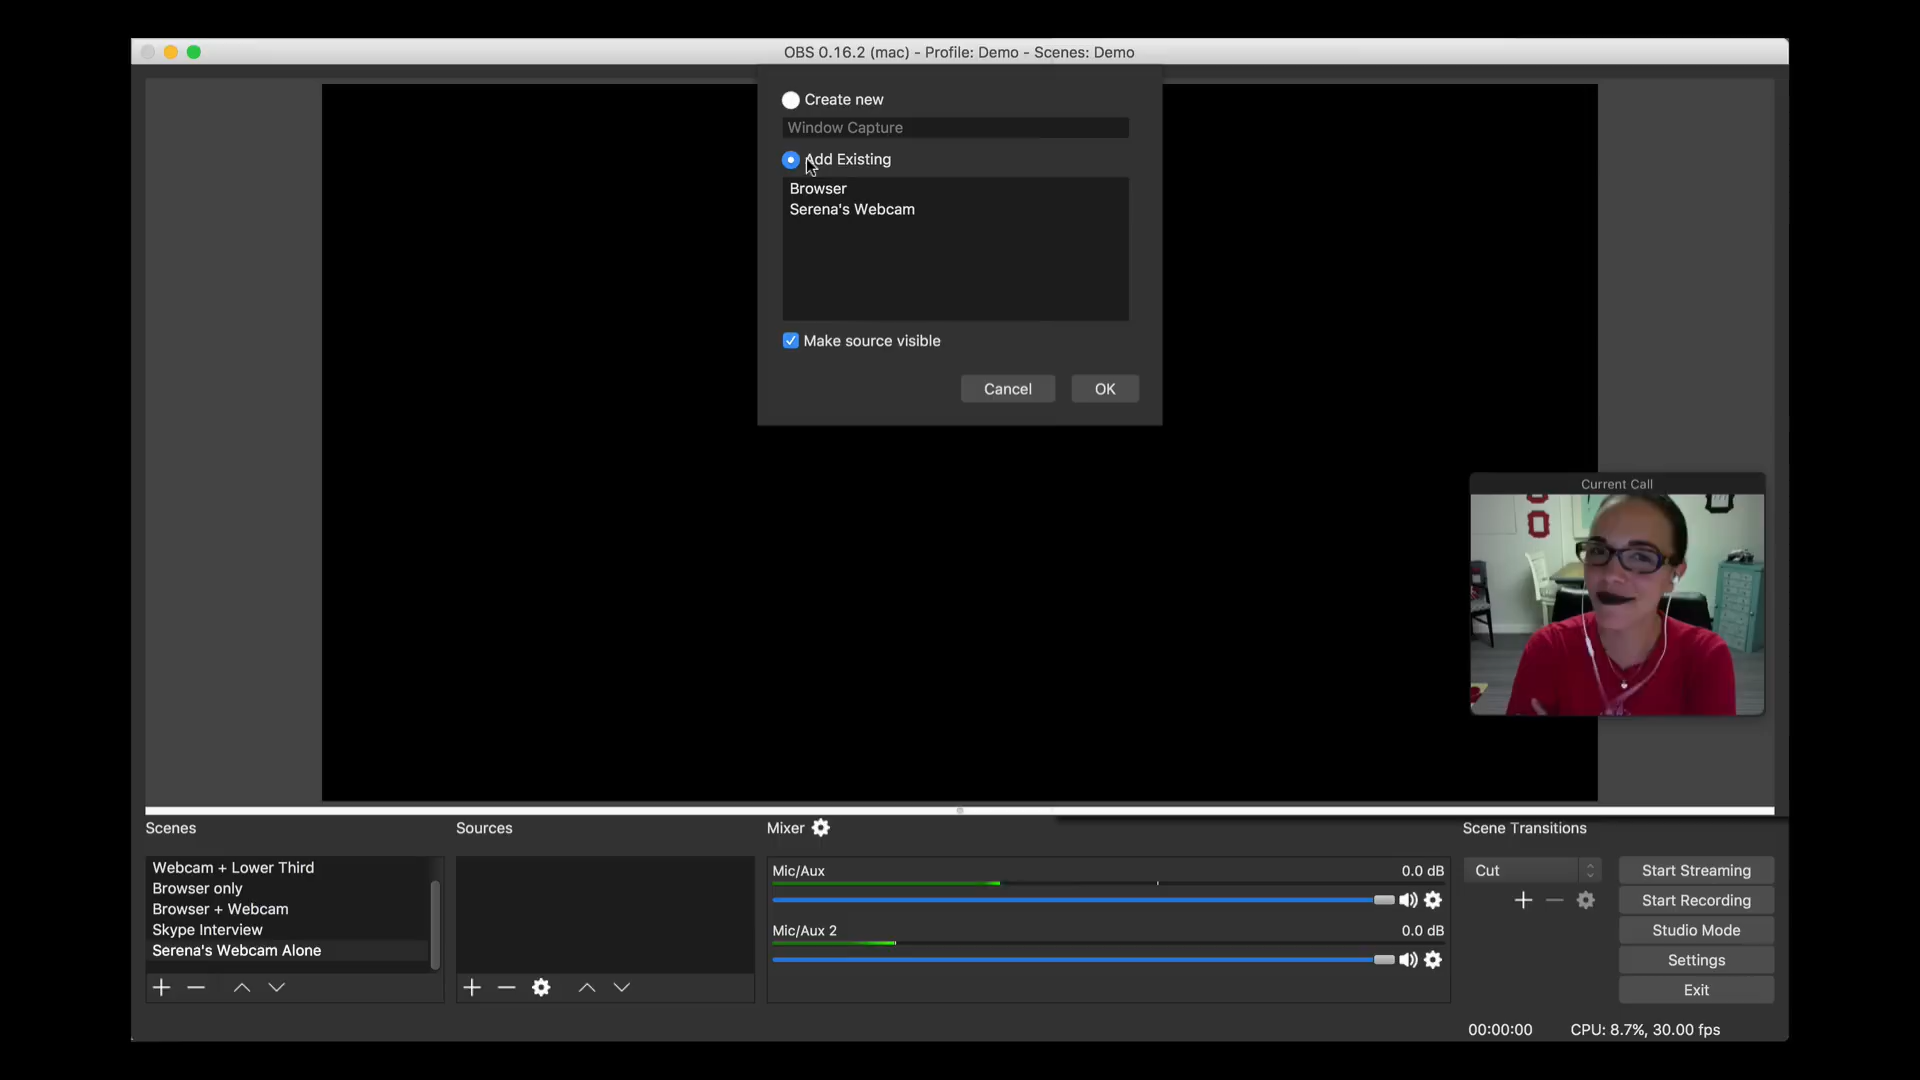 OBS 0.16.2 (mac) - Profile: Demo - Scenes: Demo
Create new
Window Capture
Add Existing
Browser
Serena's Webcam
Make source visible
Cancel
OK
Current Call
Scenes
Webcam + Lower Third
Browser only
Browser + Webcam
Skype Interview
Serena's Webcam Alone
Sources
Mixer
Mic/Aux
0.0 dB
Mic/Aux 2
0.0 dB
Scene Transitions
Cut
Start Streaming
Start Recording
Studio Mode
Settings
Exit
00:00:00
CPU: 8.7%, 30.00 fps